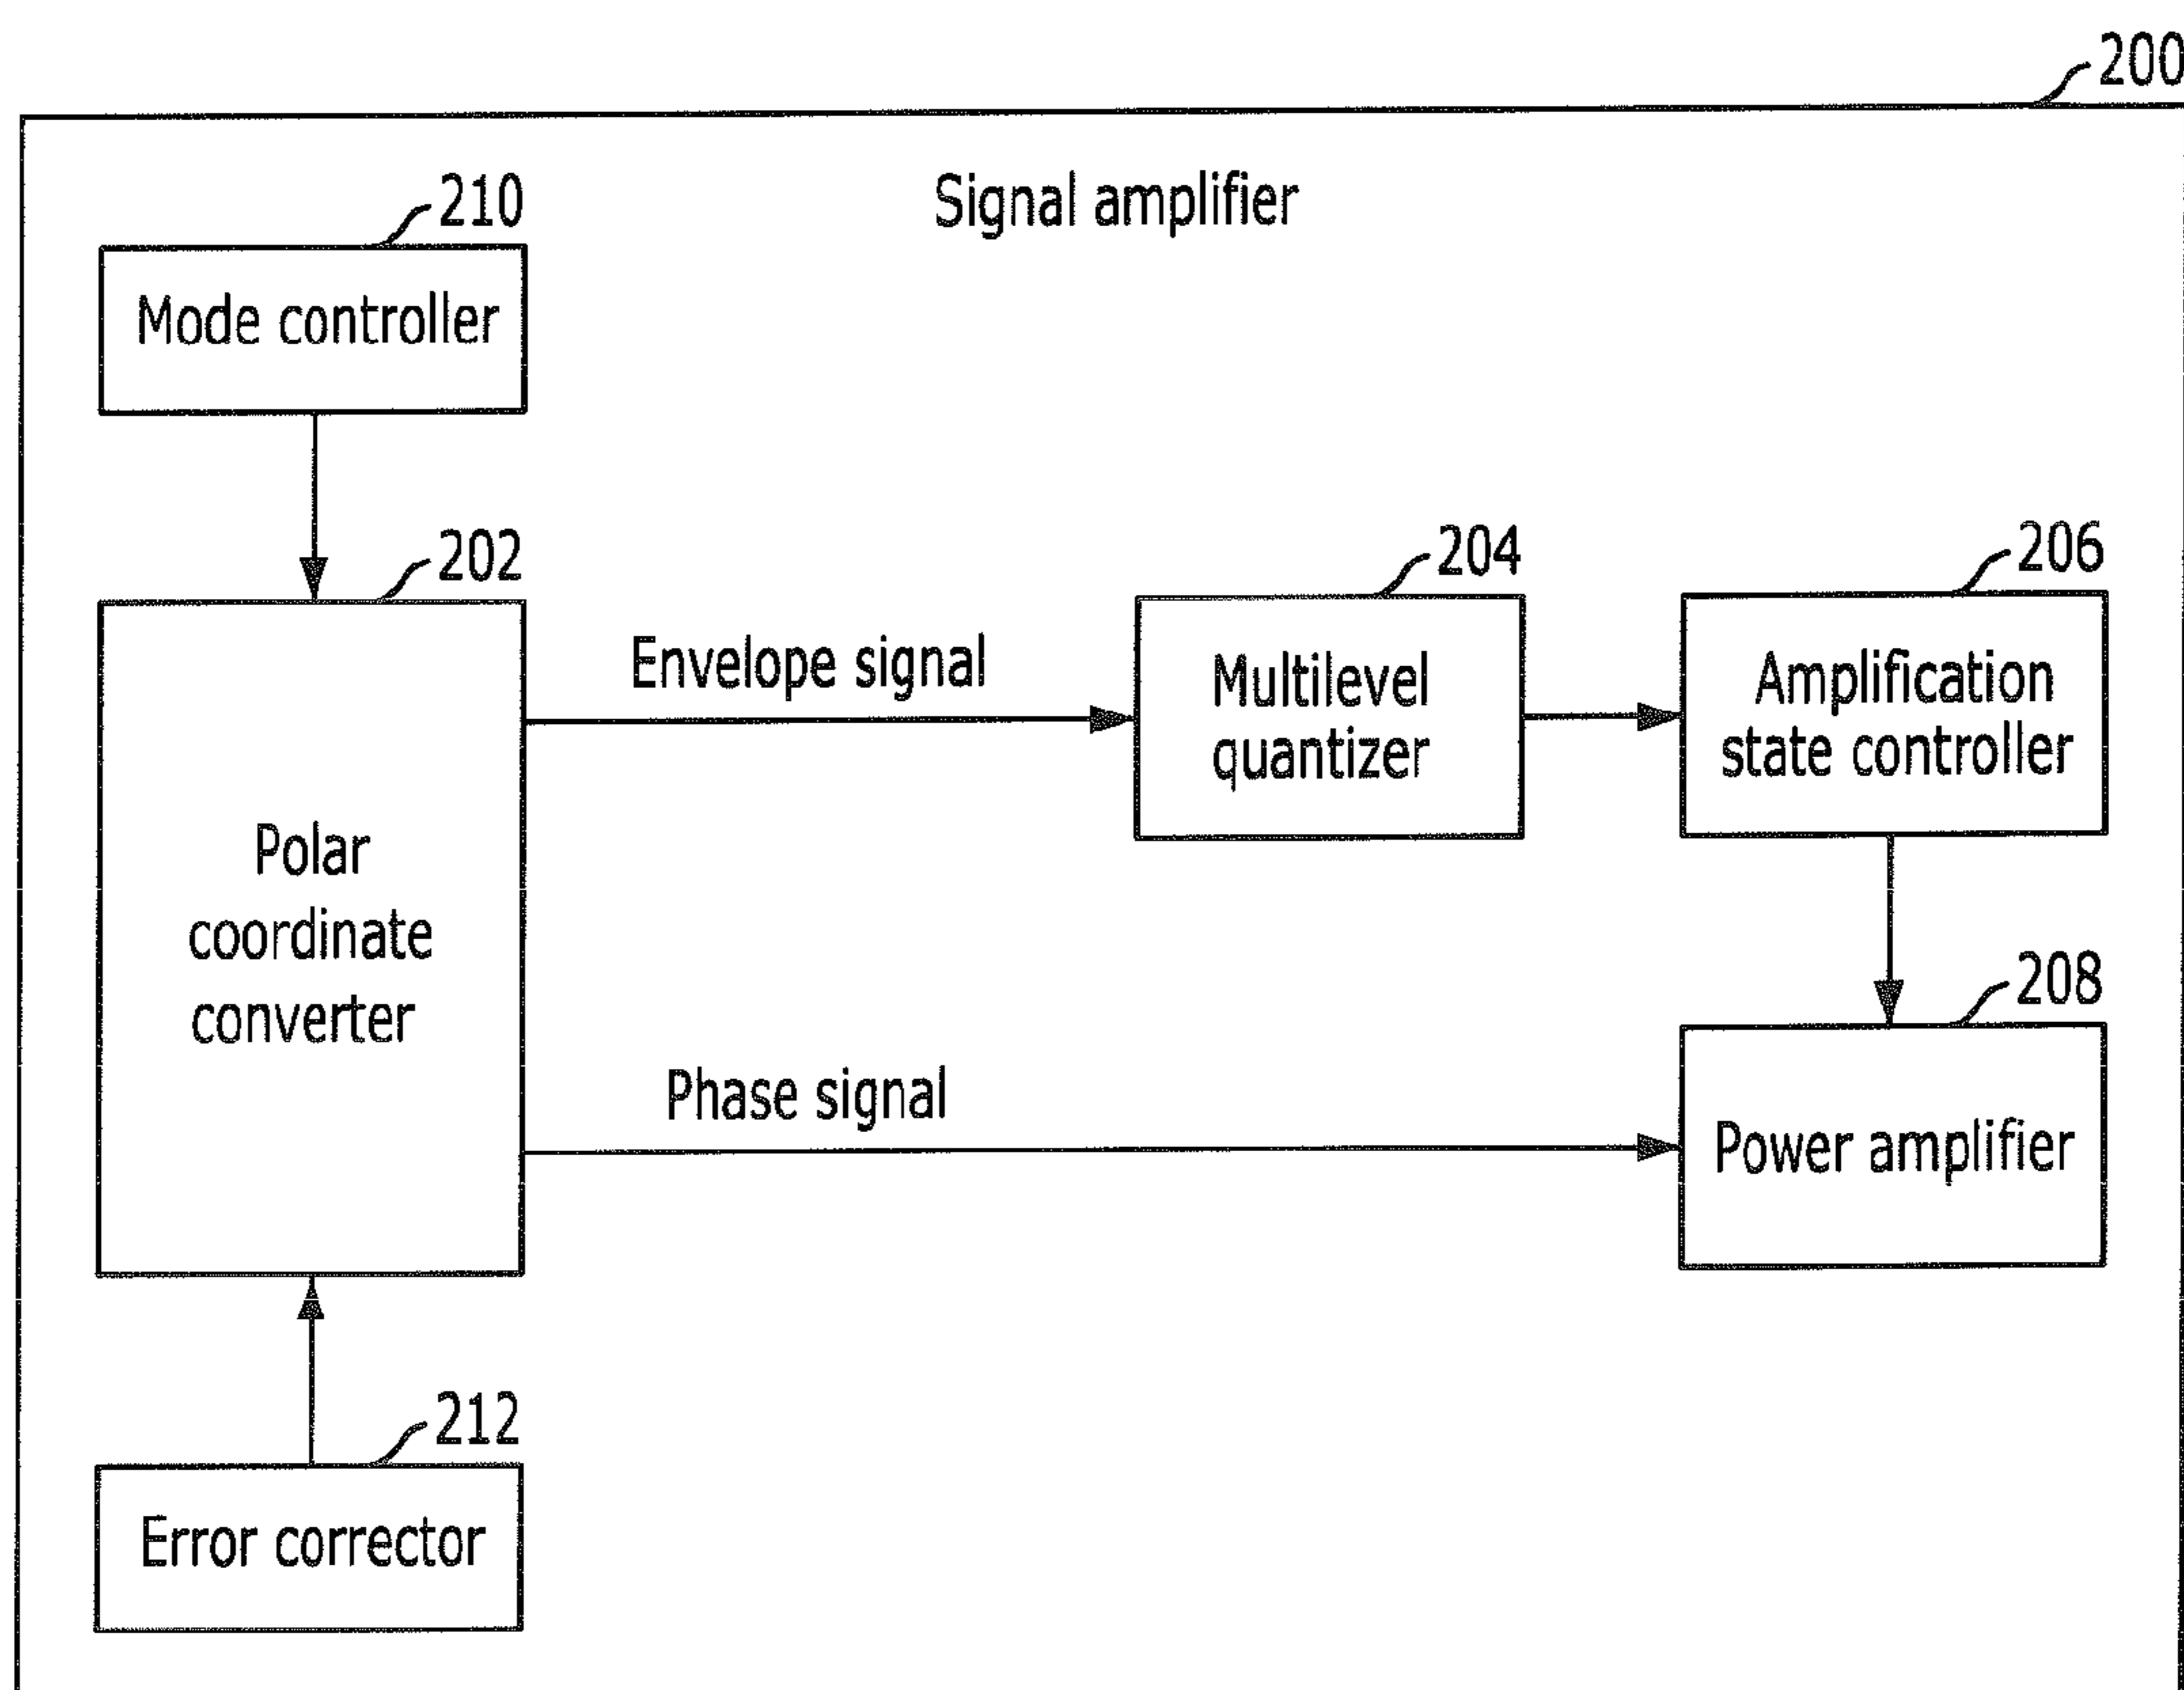 200
Signal amplifier
210
Mode controller
202
204
206
Envelope signal
Multilevel
quantizer
Amplification
state controller
Polar
coordinate
converter
208
Phase signal
Power amplifier
212
Error corrector